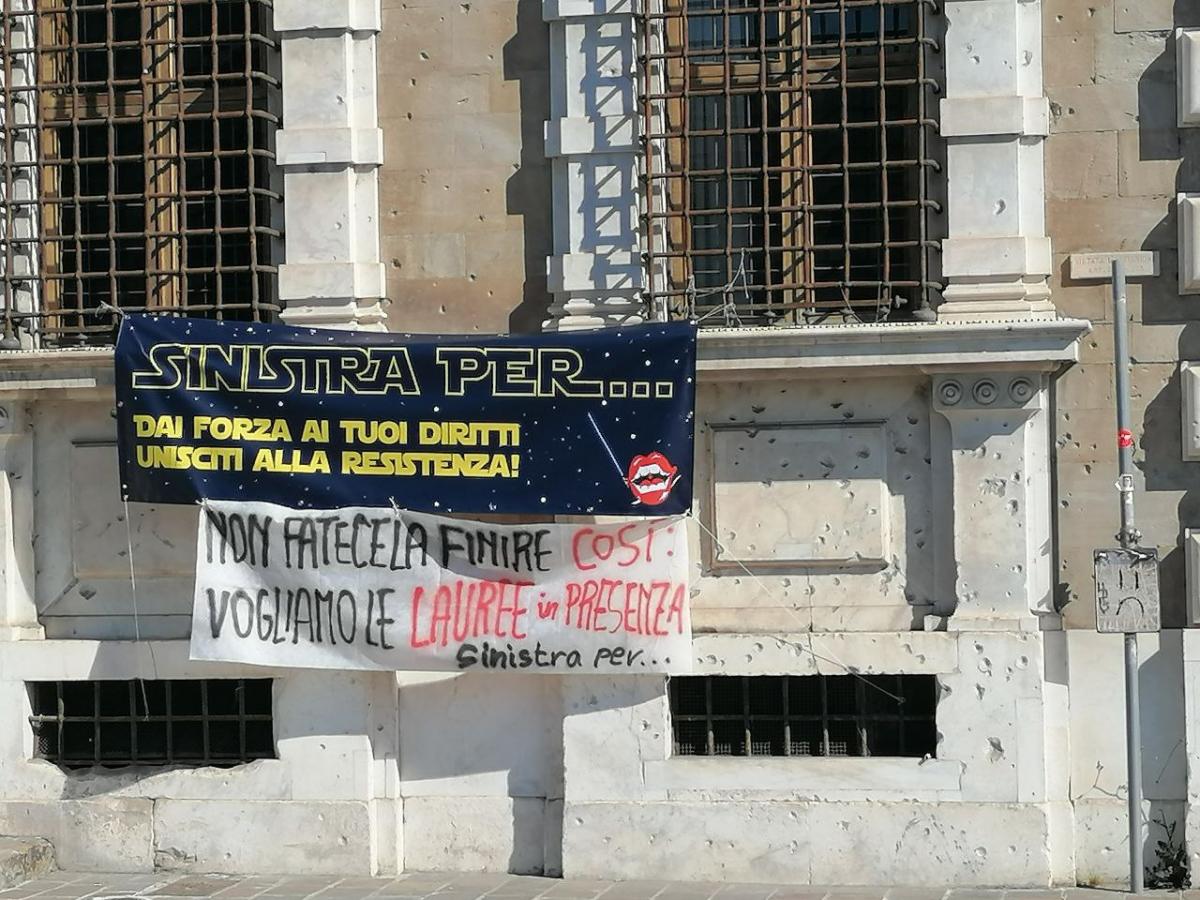 SINISTRA PER...
DAI FORZA AI TUOI DIRITTI
UNISCITI ALLA RESISTENZA!
NON FATECELA FINIRE COSÌ:
VOGLIAMO LE LAUREE in PRESENZA
Sinistra per...